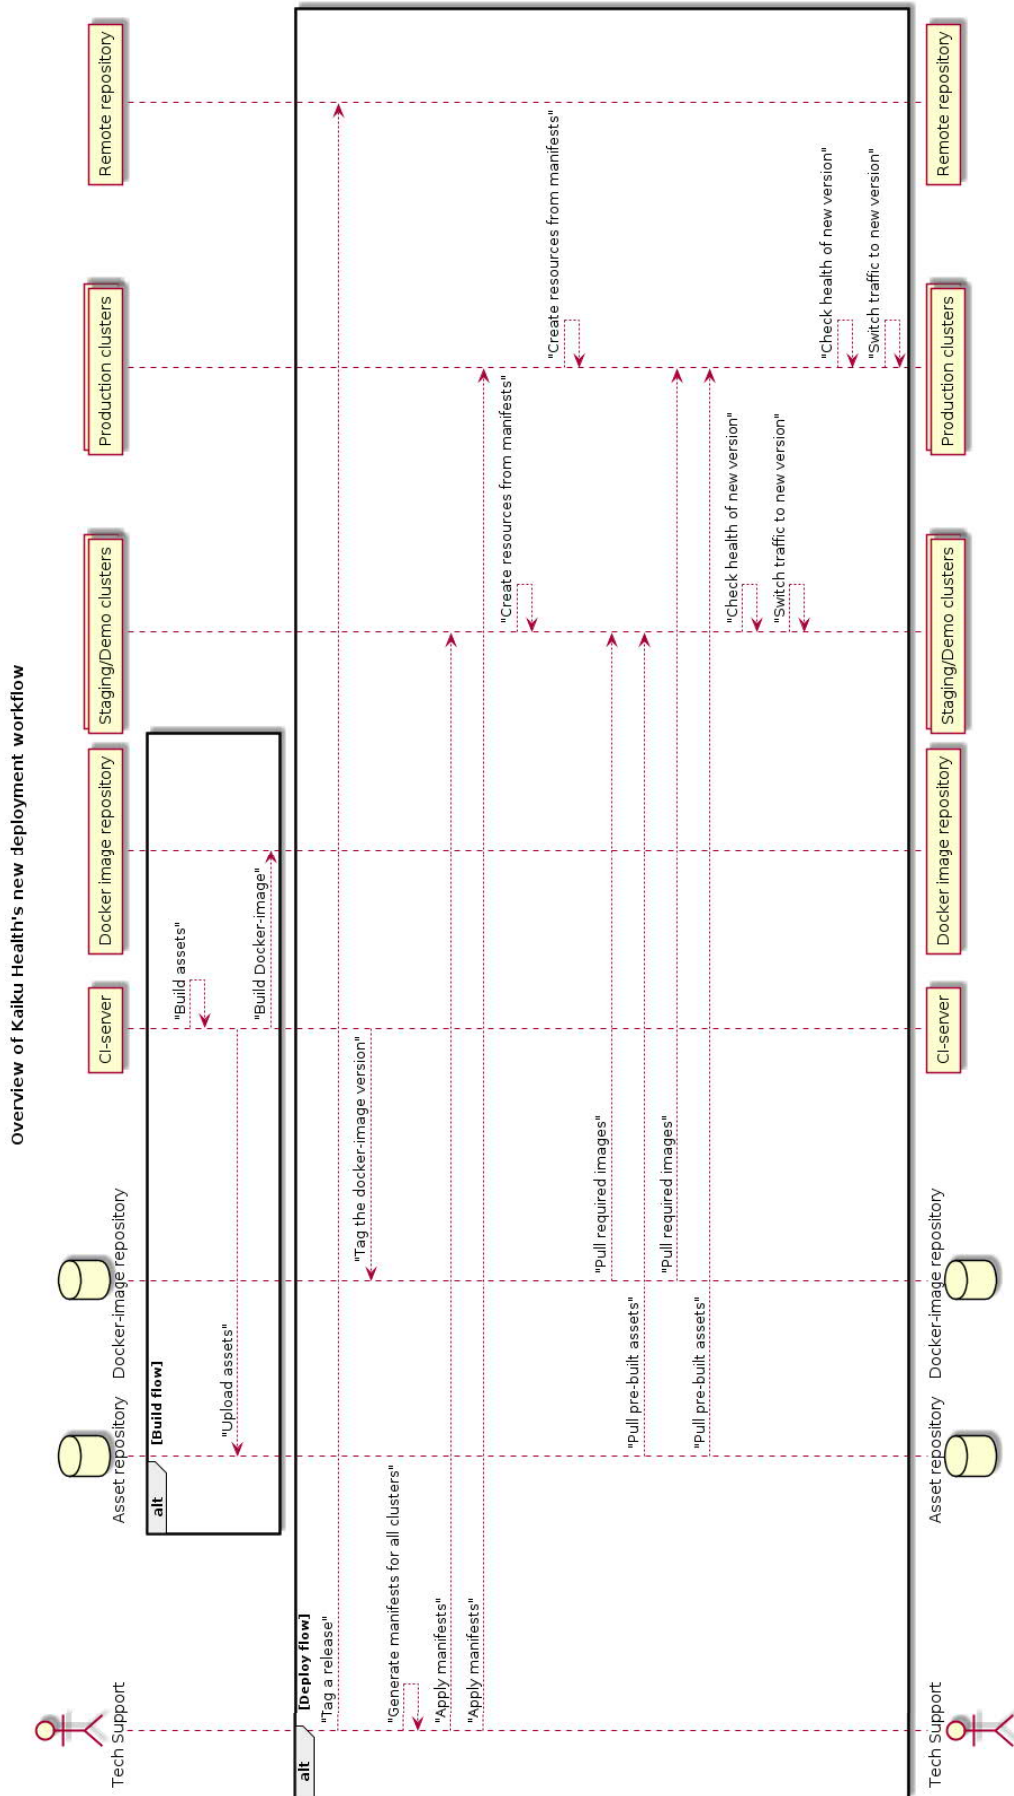 Overview of Kaiku Health's new deployment workflow
Tech Support
Asset repository
Docker-image repository
CI-server
Docker image repository
Staging/Demo clusters
Production clusters
Remote repository
alt
[Build flow]
"Build assets"
"Upload assets"
"Build Docker-image"
alt
[Deploy flow]
"Tag a release"
"Tag the docker-image version"
"Generate manifests for all clusters"
"Apply manifests"
"Apply manifests"
"Create resources from manifests"
"Create resources from manifests"
"Pull required images"
"Pull pre-built assets"
"Pull required images"
"Pull pre-built assets"
"Check health of new version"
"Switch traffic to new version"
"Check health of new version"
"Switch traffic to new version"
Tech Support
Asset repository
Docker-image repository
CI-server
Docker image repository
Staging/Demo clusters
Production clusters
Remote repository